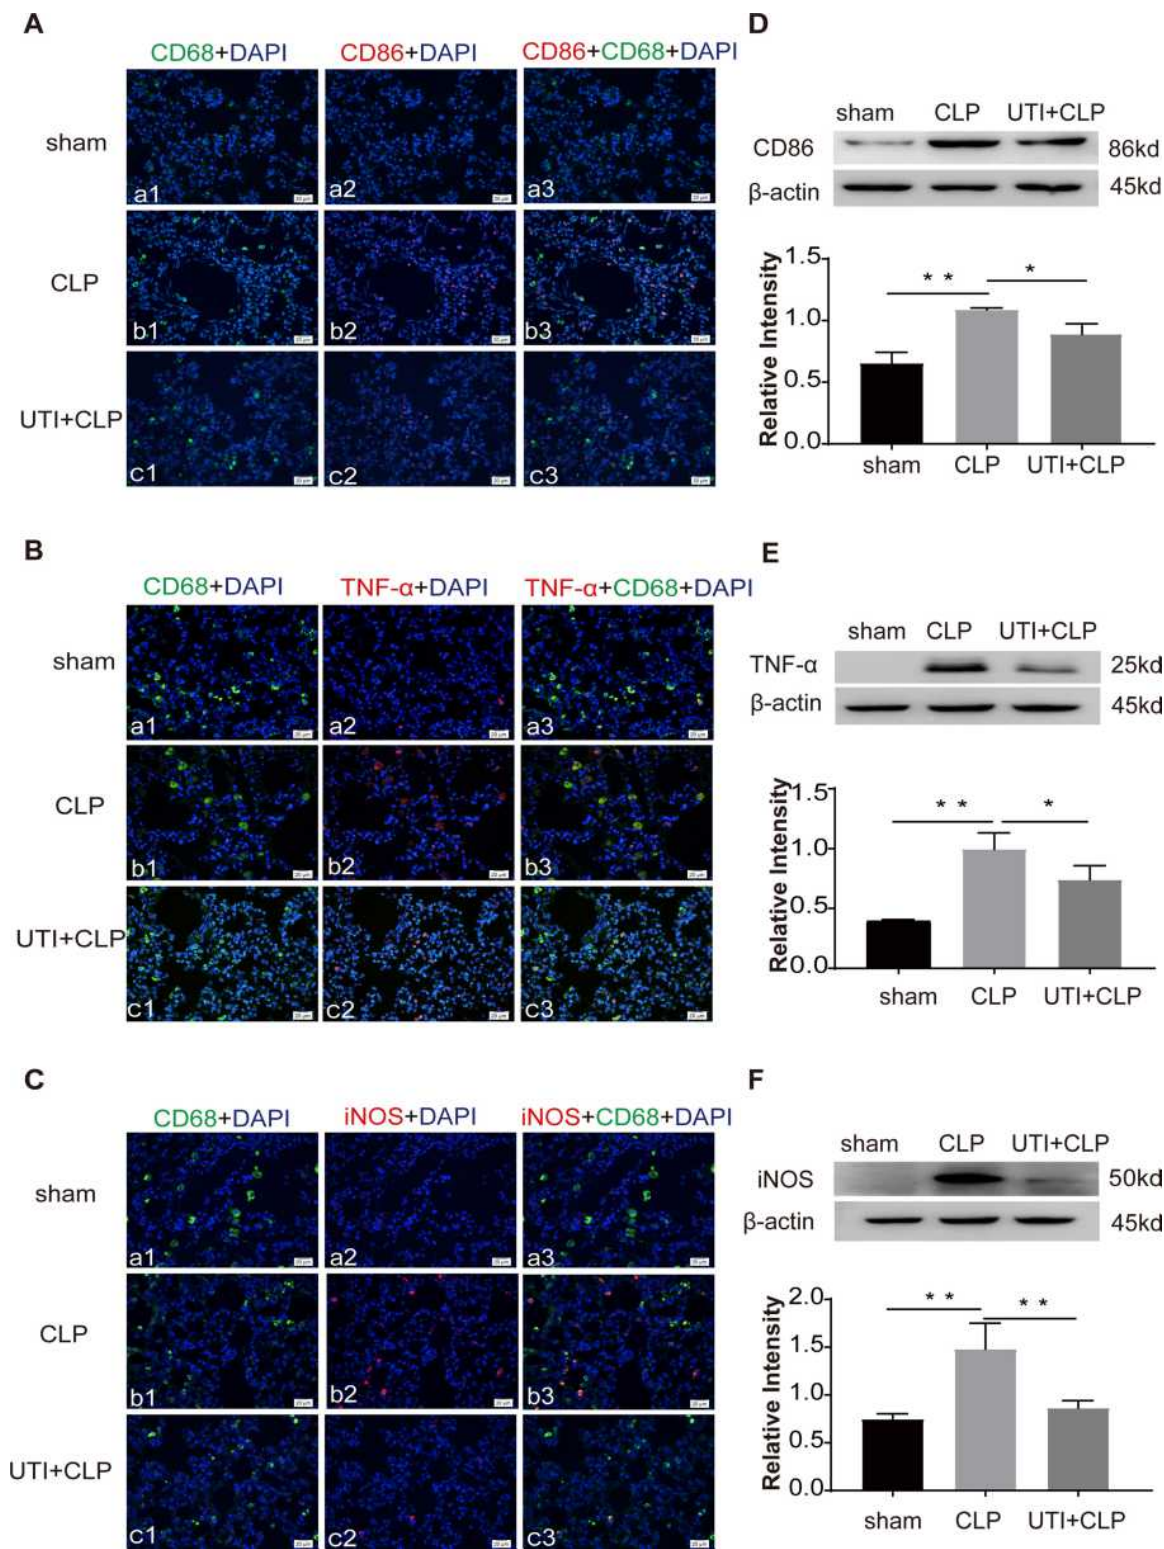 A
CD68+DAPI CD86+DAPI CD86+CD68+DAPI
sham
a1 a2 a3
CLP
b1 b2 b3
UTI+CLP
c1 c2 c3
D
sham CLP UTI+CLP
CD86 86kd
β-actin 45kd
Relative Intensity
1.5
1.0
0.5
0.0
* * *
sham CLP UTI+CLP
B
CD68+DAPI TNF-α+DAPI TNF-α+CD68+DAPI
sham
a1 a2 a3
CLP
b1 b2 b3
UTI+CLP
c1 c2 c3
20 μm
E
sham CLP UTI+CLP
TNF-α 25kd
β-actin 45kd
Relative Intensity
1.5
1.0
0.5
0.0
* * *
sham CLP UTI+CLP
C
CD68+DAPI iNOS+DAPI iNOS+CD68+DAPI
sham
a1 a2 a3
CLP
b1 b2 b3
UTI+CLP
c1 c2 c3
F
sham CLP UTI+CLP
iNOS 50kd
β-actin 45kd
Relative Intensity
2.0
1.5
1.0
0.5
0.0
* * * *
sham CLP UTI+CLP